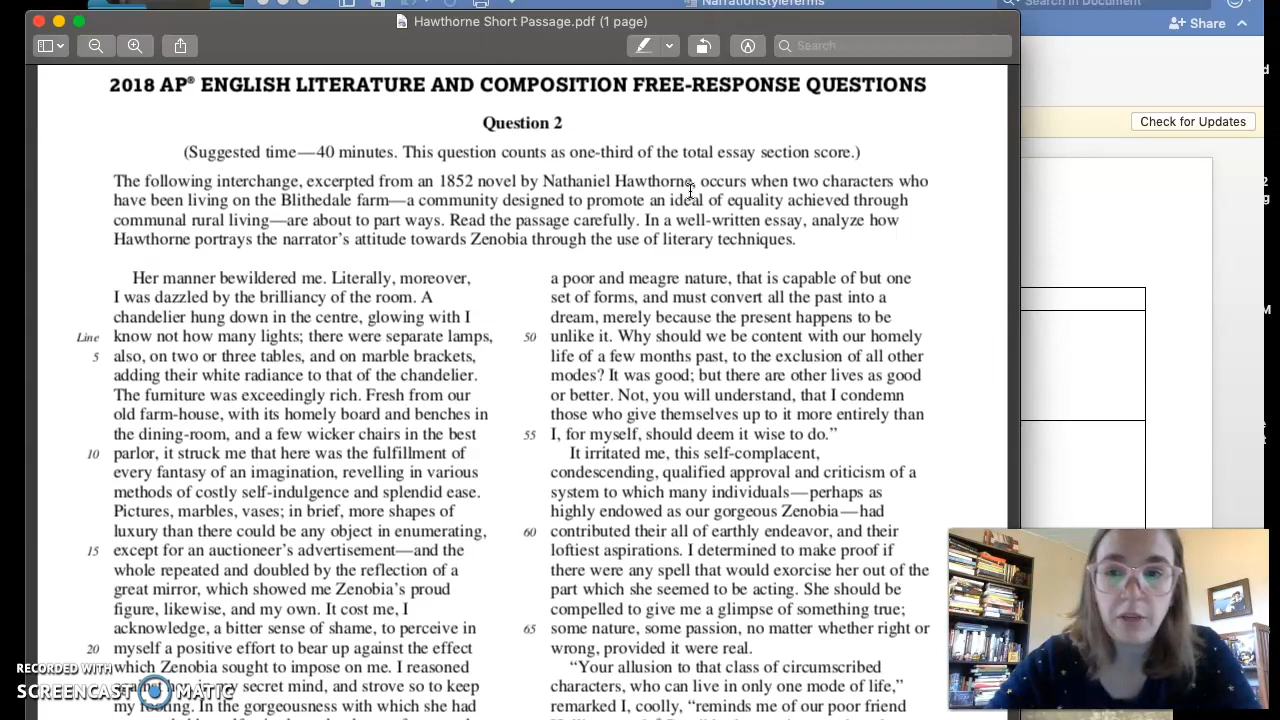 NarrationStyleTerms
Search in Document
Hawthorne Short Passage.pdf (1 page)
Share
Search
Check for Updates
2018 AP® ENGLISH LITERATURE AND COMPOSITION FREE-RESPONSE QUESTIONS
Question 2
(Suggested time—40 minutes. This question counts as one-third of the total essay section score.)
The following interchange, excerpted from an 1852 novel by Nathaniel Hawthorne, occurs when two characters who
have been living on the Blithedale farm—a community designed to promote an ideal of equality achieved through
communal rural living—are about to part ways. Read the passage carefully. In a well-written essay, analyze how
Hawthorne portrays the narrator's attitude towards Zenobia through the use of literary techniques.
Her manner bewildered me. Literally, moreover,
I was dazzled by the brilliancy of the room. A
chandelier hung down in the centre, glowing with I
Line know not how many lights; there were separate lamps,
5 also, on two or three tables, and on marble brackets,
adding their white radiance to that of the chandelier.
The furniture was exceedingly rich. Fresh from our
old farm-house, with its homely board and benches in
the dining-room, and a few wicker chairs in the best
10 parlor, it struck me that here was the fulfillment of
every fantasy of an imagination, revelling in various
methods of costly self-indulgence and splendid ease.
Pictures, marbles, vases; in brief, more shapes of
luxury than there could be any object in enumerating,
15 except for an auctioneer's advertisement—and the
whole repeated and doubled by the reflection of a
great mirror, which showed me Zenobia's proud
figure, likewise, and my own. It cost me, I
acknowledge, a bitter sense of shame, to perceive in
20 myself a positive effort to bear up against the effect
which Zenobia sought to impose on me. I reasoned
secret mind, and strove so to keep
my footing. In the gorgeousness with which she had
a poor and meagre nature, that is capable of but one
set of forms, and must convert all the past into a
dream, merely because the present happens to be
50 unlike it. Why should we be content with our homely
life of a few months past, to the exclusion of all other
modes? It was good; but there are other lives as good
or better. Not, you will understand, that I condemn
those who give themselves up to it more entirely than
55 I, for myself, should deem it wise to do.”
It irritated me, this self-complacent,
condescending, qualified approval and criticism of a
system to which many individuals—perhaps as
highly endowed as our gorgeous Zenobia—had
60 contributed their all of earthly endeavor, and their
loftiest aspirations. I determined to make proof if
there were any spell that would exorcise her out of the
part which she seemed to be acting. She should be
compelled to give me a glimpse of something true;
65 some nature, some passion, no matter whether right or
wrong, provided it were real.
“Your allusion to that class of circumscribed
characters, who can live in only one mode of life,”
remarked I, coolly, “reminds me of our poor friend
RECORDED WITH
SCREENCAST MATIC